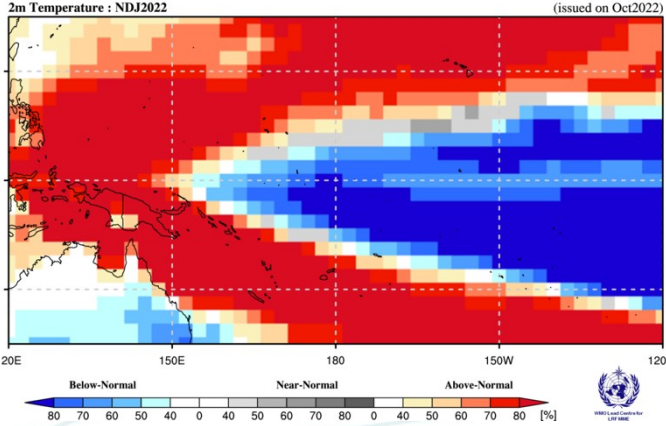 2m Temperature : NDJ2022 (issued on Oct2022)
20E 150E 180 150W 120
Below-Normal Near-Normal Above-Normal
80 70 60 50 40 0 40 50 60 70 80 0 40 50 60 70 80 [%]
WMO Lead Centre for
LRF MME